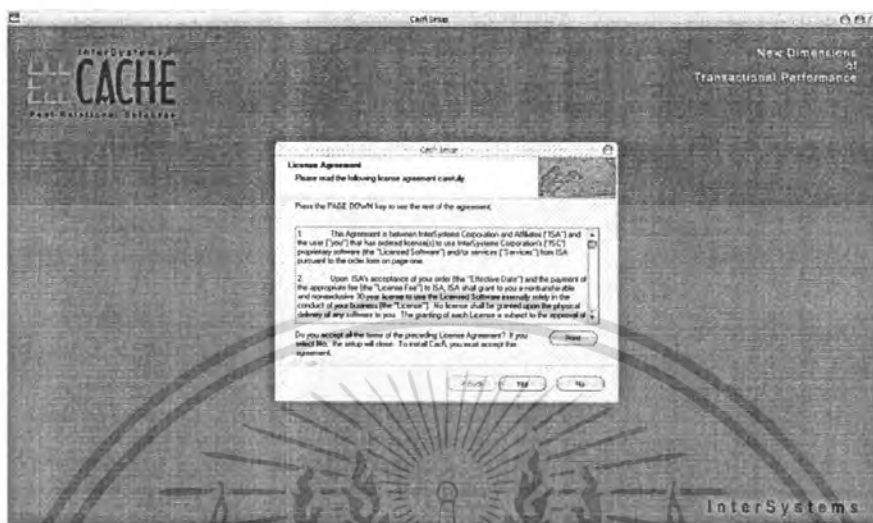 Caché Setup
InterSystems
CACHÉ
Post-Relational Database
New Dimensions
of
Transactional Performance
Caché Setup
License Agreement
Please read the following license agreement carefully.
Press the PAGE DOWN key to see the rest of the agreement.
1. This Agreement is between InterSystems Corporation and Affiliates ("ISA") and
the user ("you") that has ordered license(s) to use InterSystems Corporation's ("ISC")
proprietary software (the "Licensed Software") and/or services ("Services") from ISA
pursuant to the order form on page one.
2. Upon ISA's acceptance of your order (the "Effective Date") and the payment of
the appropriate fee (the "License Fee") to ISA, ISA shall grant to you a nontransferable
and nonexclusive 30-year license to use the Licensed Software internally solely in the
conduct of your business (the "License"). No license shall be granted upon the physical
delivery of any software to you. The granting of each License is subject to the approval of
Do you accept all the terms of the preceding License Agreement? If you
select No, the setup will close. To install Caché, you must accept this
agreement.
Print
Yes
No
InterSystems